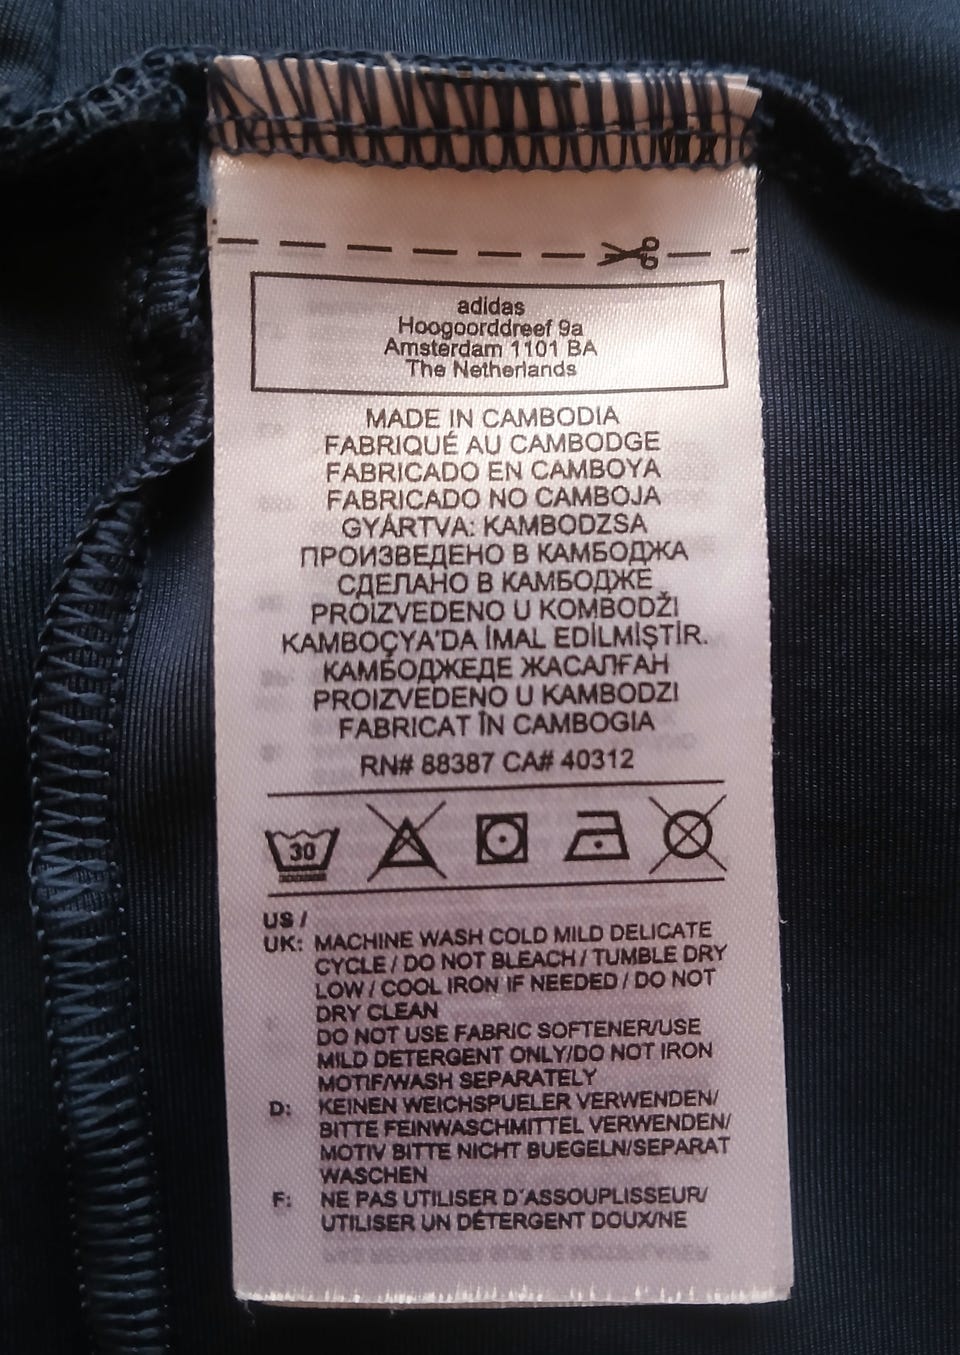 adidas
Hoogoorddreef 9a
Amsterdam 1101 BA
The Netherlands
MADE IN CAMBODIA
FABRIQUÉ AU CAMBODGE
FABRICADO EN CAMBOYA
FABRICADO NO CAMBOJA
GYÁRTVA: KAMBODZSA
ПРОИЗВЕДЕНО В КАМБОДЖА
СДЕЛАНО В КАМБОДЖЕ
PROIZVEDENO U KOMBODŽI
KAMBOÇYA'DA İMAL EDİLMİŞTİR.
КАМБОДЖЕДЕ ЖАСАЛҒАН
PROIZVEDENO U KAMBODZI
FABRICAT ÎN CAMBOGIA
RN# 88387 CA# 40312
30
US /
UK: MACHINE WASH COLD MILD DELICATE
CYCLE / DO NOT BLEACH / TUMBLE DRY
LOW / COOL IRON IF NEEDED / DO NOT
DRY CLEAN
DO NOT USE FABRIC SOFTENER/USE
MILD DETERGENT ONLY/DO NOT IRON
MOTIF/WASH SEPARATELY
D: KEINEN WEICHSPUELER VERWENDEN/
BITTE FEINWASCHMITTEL VERWENDEN/
MOTIV BITTE NICHT BUEGELN/SEPARAT
WASCHEN
F: NE PAS UTILISER D'ASSOUPLISSEUR/
UTILISER UN DÉTERGENT DOUX/NE